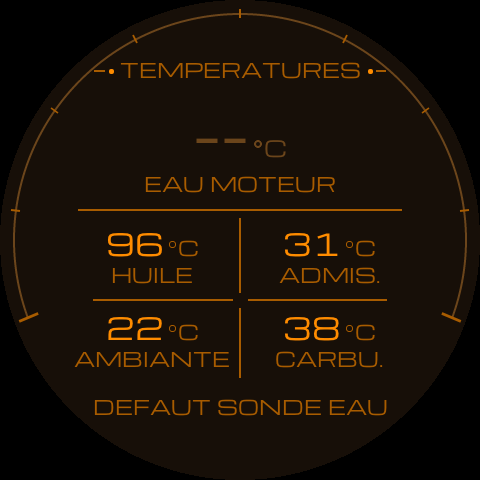 TEMPERATURES
-- °C
EAU MOTEUR
96 °C 31 °C
HUILE ADMIS.
22 °C 38 °C
AMBIANTE CARBU.
DEFAUT SONDE EAU